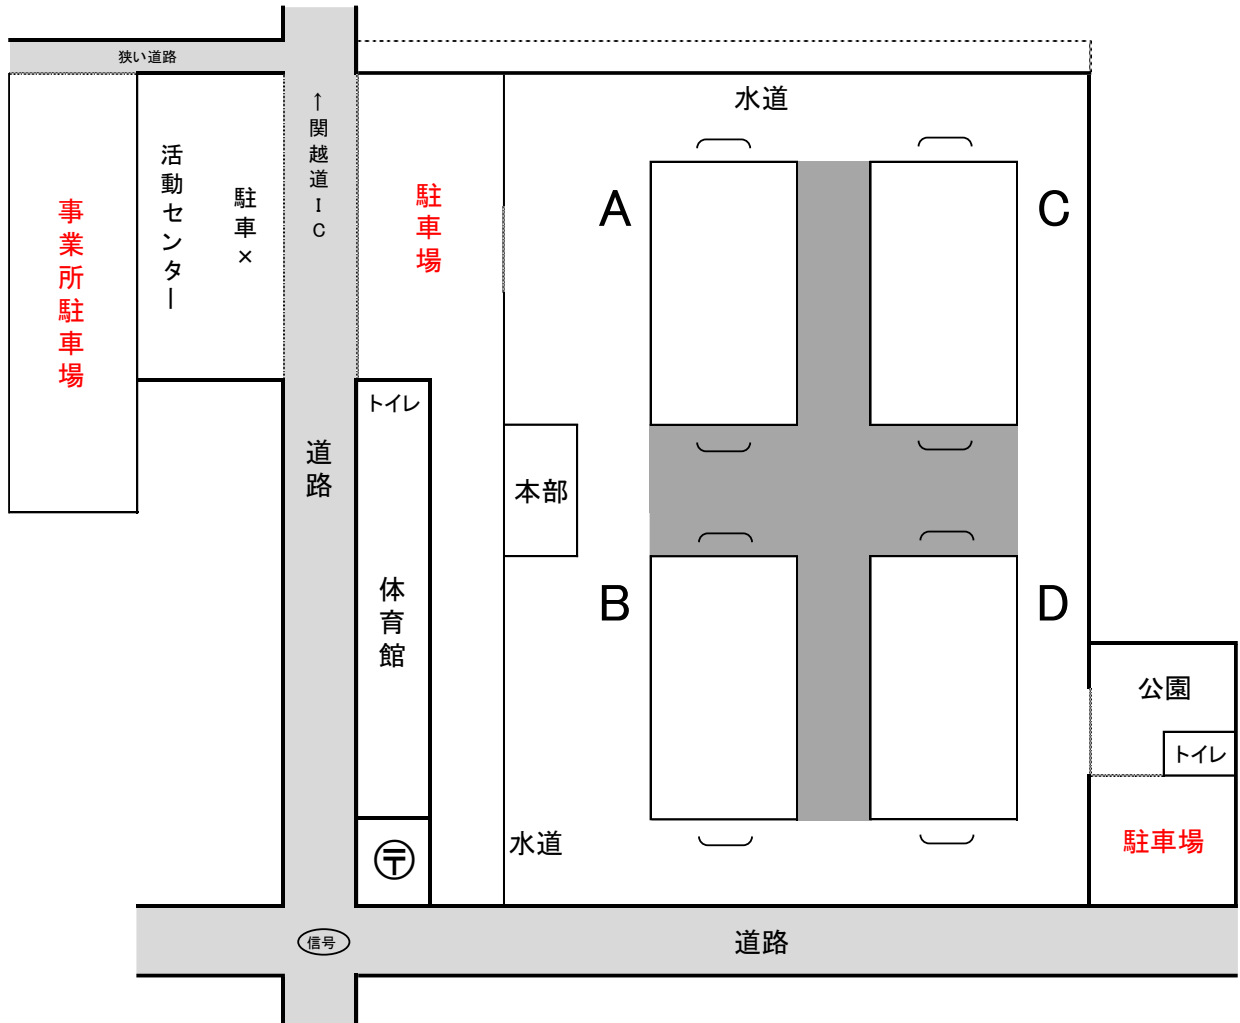 狭い道路
水道
↑関越道IC
活動センター
駐車×
駐車場
事業所駐車場
A
C
トイレ
道路
本部
体育館
B
D
公園
トイレ
水道
〒
駐車場
信号
道路